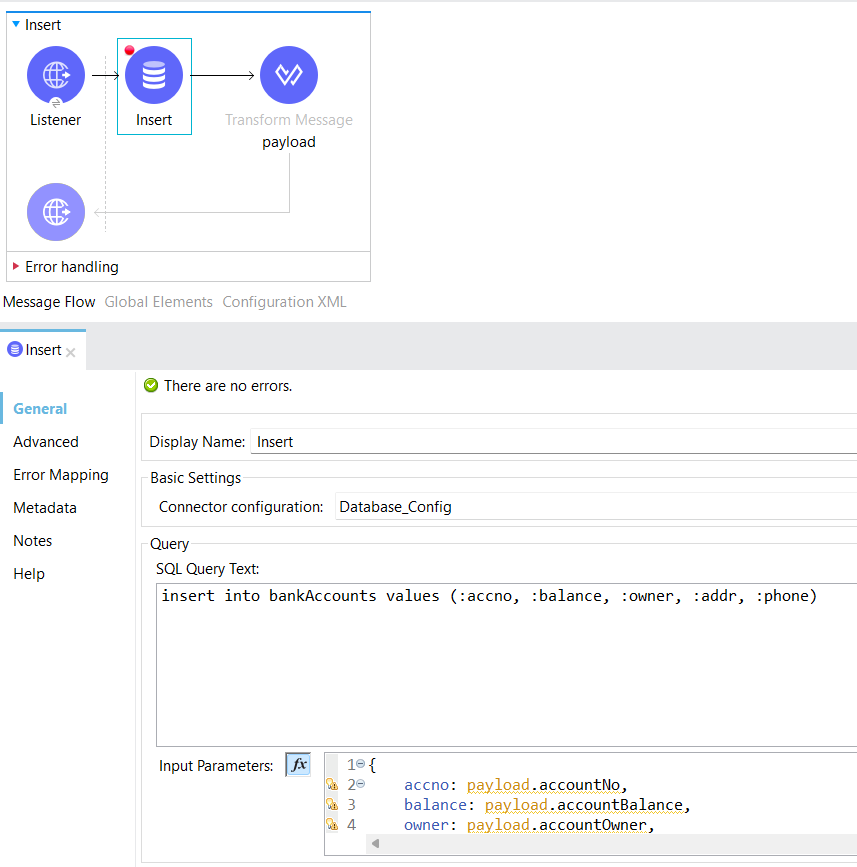 Insert
Listener
Insert
Transform Message
payload
Error handling
Message Flow Global Elements Configuration XML
Insert
There are no errors.
General
Advanced
Error Mapping
Metadata
Notes
Help
Display Name: Insert
Basic Settings
Connector configuration: Database_Config
Query
SQL Query Text:
insert into bankAccounts values (:accno, :balance, :owner, :addr, :phone)
Input Parameters: fx
1 {
2 accno: payload.accountNo,
3 balance: payload.accountBalance,
4 owner: payload.accountOwner,